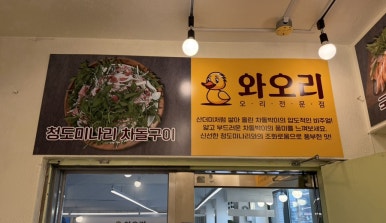 청도미나리 차돌구이
와오리
오리전문점
산더미처럼 쌓아 올린 차돌박이의 압도적인 비주얼!
얇고 부드러운 차돌박이의 풍미를 느껴보세요.
신선한 청도미나리와의 조화로움으로 풍부한 맛!